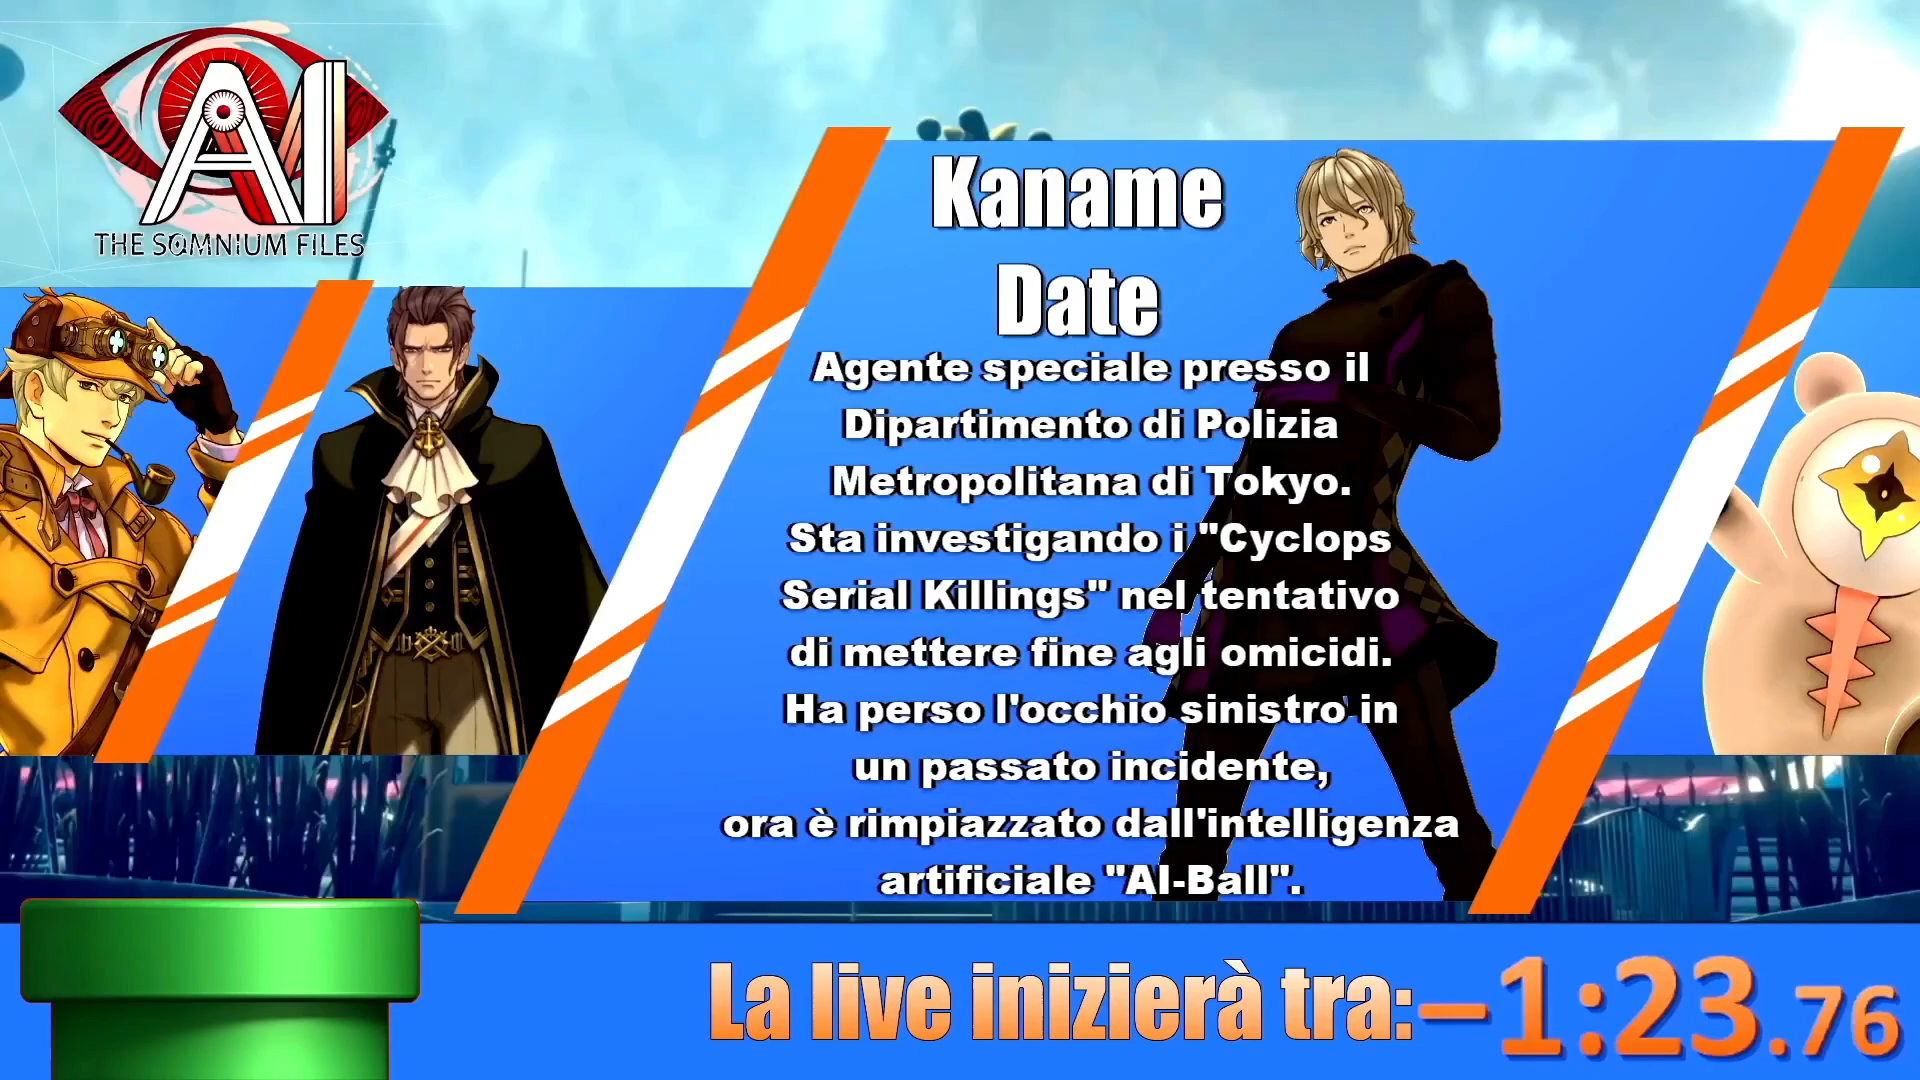 AI
THE SOMNIUM FILES
Kaname
Date
Agente speciale presso il
Dipartimento di Polizia
Metropolitana di Tokyo.
Sta investigando i "Cyclops
Serial Killings" nel tentativo
di mettere fine agli omicidi.
Ha perso l'occhio sinistro in
un passato incidente,
ora è rimpiazzato dall'intelligenza
artificiale "AI-Ball".
La live inizierà tra: −1:23.76